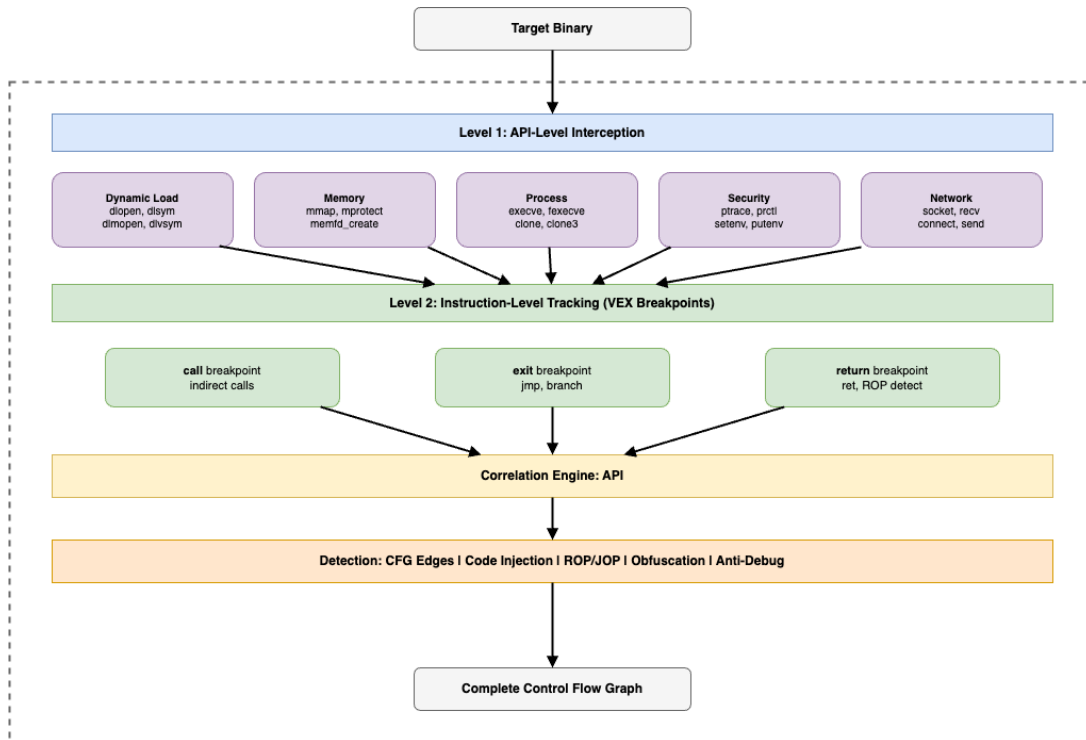 Target Binary
Level 1: API-Level Interception
Dynamic Load
dlopen, dlsym
dlmopen, dlvsym
Memory
mmap, mprotect
memfd_create
Process
execve, fexecve
clone, clone3
Security
ptrace, prctl
setenv, putenv
Network
socket, recv
connect, send
Level 2: Instruction-Level Tracking (VEX Breakpoints)
call breakpoint
indirect calls
exit breakpoint
jmp, branch
return breakpoint
ret, ROP detect
Correlation Engine: API
Detection: CFG Edges | Code Injection | ROP/JOP | Obfuscation | Anti-Debug
Complete Control Flow Graph